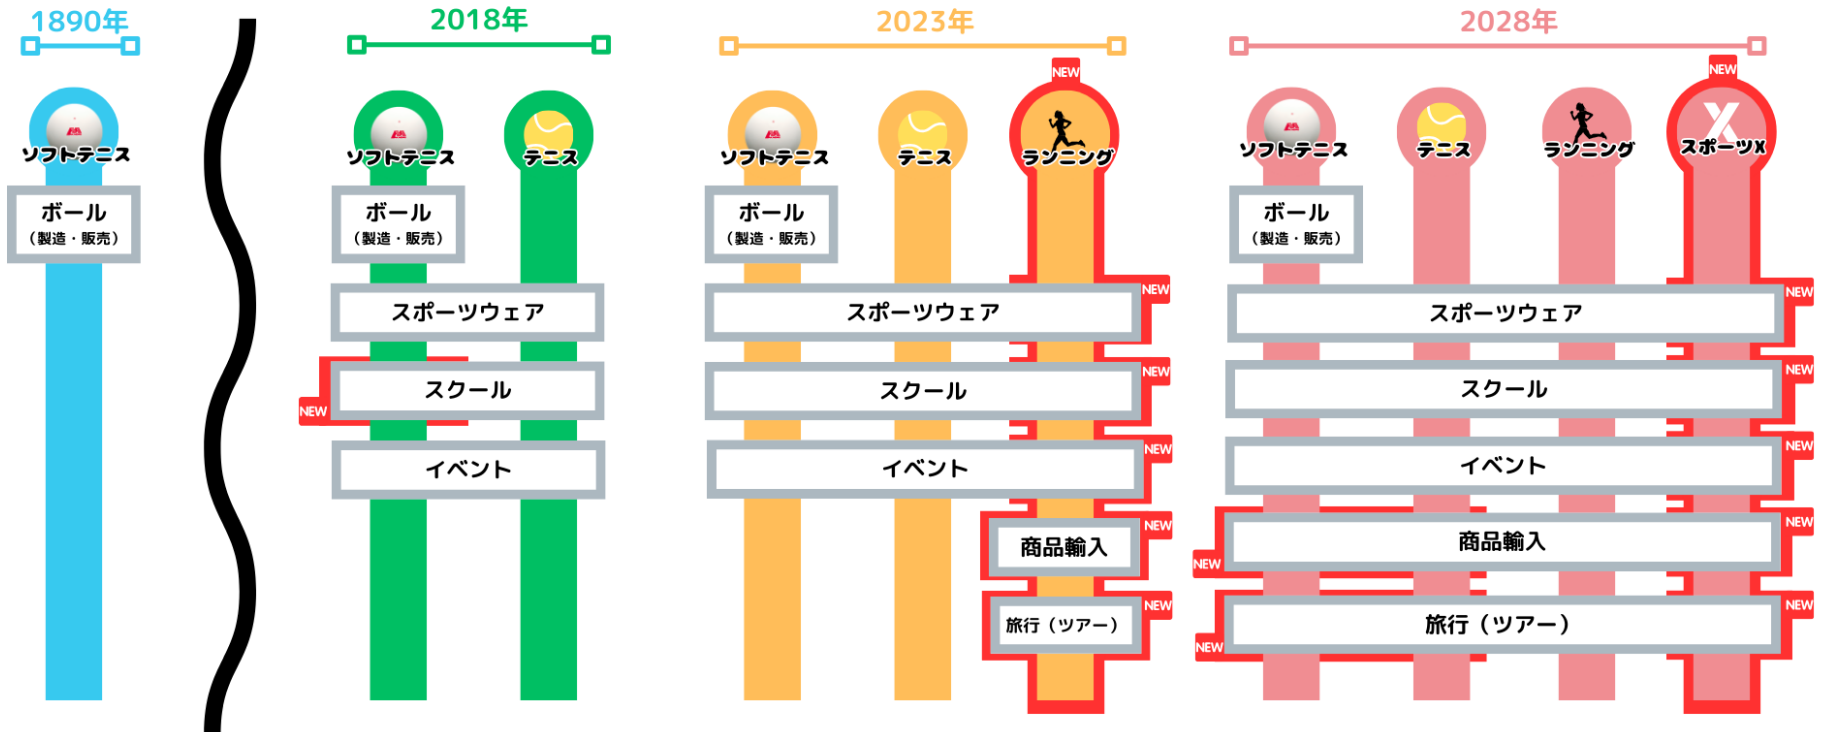 1890年
ソフトテニス
ボール
（製造・販売）
2018年
ソフトテニス
テニス
ボール
（製造・販売）
スポーツウェア
スクール
NEW
イベント
2023年
NEW
ソフトテニス
テニス
ランニング
ボール
（製造・販売）
NEW
スポーツウェア
NEW
スクール
NEW
イベント
NEW
商品輸入
NEW
旅行（ツアー）
2028年
NEW
X
ソフトテニス
テニス
ランニング
スポーツX
ボール
（製造・販売）
NEW
スポーツウェア
NEW
スクール
NEW
イベント
NEW
商品輸入
NEW
NEW
旅行（ツアー）
NEW